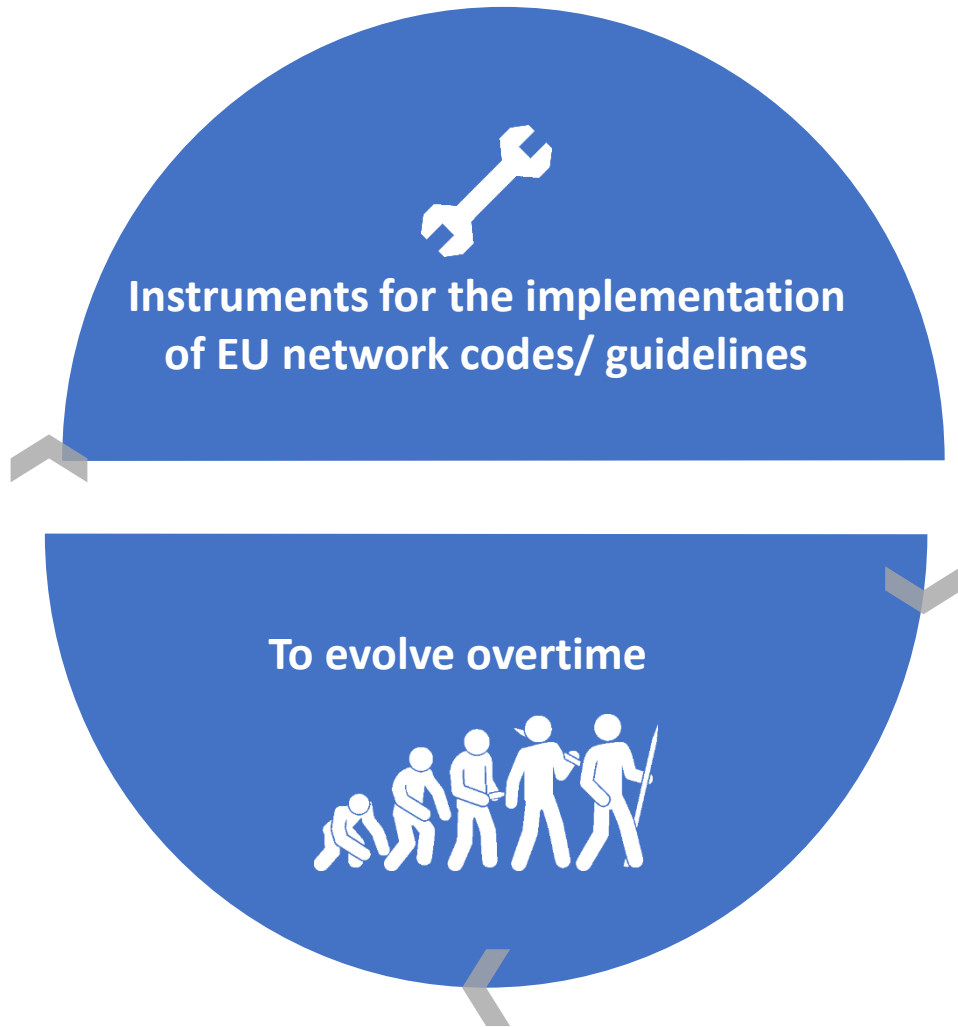 Instruments for the implementation
of EU network codes/ guidelines
To evolve overtime